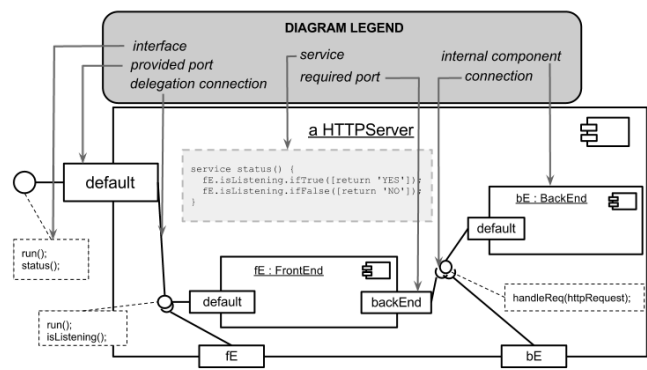 DIAGRAM LEGEND
interface
provided port
delegation connection
service
required port
internal component
connection
a HTTPServer
default
service status() {
fE.isListening.ifTrue([return 'YES']);
fE.isListening.ifFalse([return 'NO']);
}
run();
status();
bE : BackEnd
default
fE : FrontEnd
default
backEnd
handleReq(httpRequest);
run();
isListening();
fE
bE